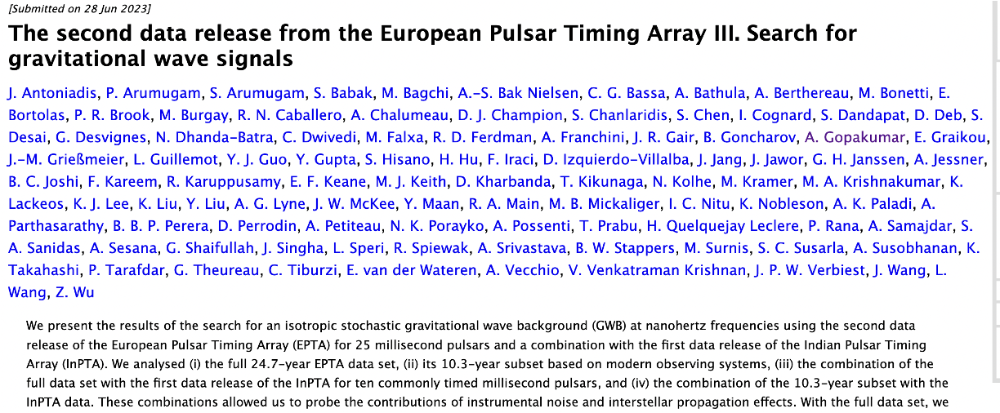 [Submitted on 28 Jun 2023]
The second data release from the European Pulsar Timing Array III. Search for
gravitational wave signals
J. Antoniadis, P. Arumugam, S. Arumugam, S. Babak, M. Bagchi, A.-S. Bak Nielsen, C. G. Bassa, A. Bathula, A. Berthereau, M. Bonetti, E.
Bortolas, P. R. Brook, M. Burgay, R. N. Caballero, A. Chalumeau, D. J. Champion, S. Chanlaridis, S. Chen, I. Cognard, S. Dandapat, D. Deb, S.
Desai, G. Desvignes, N. Dhanda-Batra, C. Dwivedi, M. Falxa, R. D. Ferdman, A. Franchini, J. R. Gair, B. Goncharov, A. Gopakumar, E. Graikou,
J.-M. Grießmeier, L. Guillemot, Y. J. Guo, Y. Gupta, S. Hisano, H. Hu, F. Iraci, D. Izquierdo-Villalba, J. Jang, J. Jawor, G. H. Janssen, A. Jessner,
B. C. Joshi, F. Kareem, R. Karuppusamy, E. F. Keane, M. J. Keith, D. Kharbanda, T. Kikunaga, N. Kolhe, M. Kramer, M. A. Krishnakumar, K.
Lackeos, K. J. Lee, K. Liu, Y. Liu, A. G. Lyne, J. W. McKee, Y. Maan, R. A. Main, M. B. Mickaliger, I. C. Nitu, K. Nobleson, A. K. Paladi, A.
Parthasarathy, B. B. P. Perera, D. Perrodin, A. Petiteau, N. K. Porayko, A. Possenti, T. Prabu, H. Quelquejay Leclere, P. Rana, A. Samajdar, S.
A. Sanidas, A. Sesana, G. Shaifullah, J. Singha, L. Speri, R. Spiewak, A. Srivastava, B. W. Stappers, M. Surnis, S. C. Susarla, A. Susobhanan, K.
Takahashi, P. Tarafdar, G. Theureau, C. Tiburzi, E. van der Wateren, A. Vecchio, V. Venkatraman Krishnan, J. P. W. Verbiest, J. Wang, L.
Wang, Z. Wu
We present the results of the search for an isotropic stochastic gravitational wave background (GWB) at nanohertz frequencies using the second data
release of the European Pulsar Timing Array (EPTA) for 25 millisecond pulsars and a combination with the first data release of the Indian Pulsar Timing
Array (InPTA). We analysed (i) the full 24.7-year EPTA data set, (ii) its 10.3-year subset based on modern observing systems, (iii) the combination of the
full data set with the first data release of the InPTA for ten commonly timed millisecond pulsars, and (iv) the combination of the 10.3-year subset with the
InPTA data. These combinations allowed us to probe the contributions of instrumental noise and interstellar propagation effects. With the full data set, we